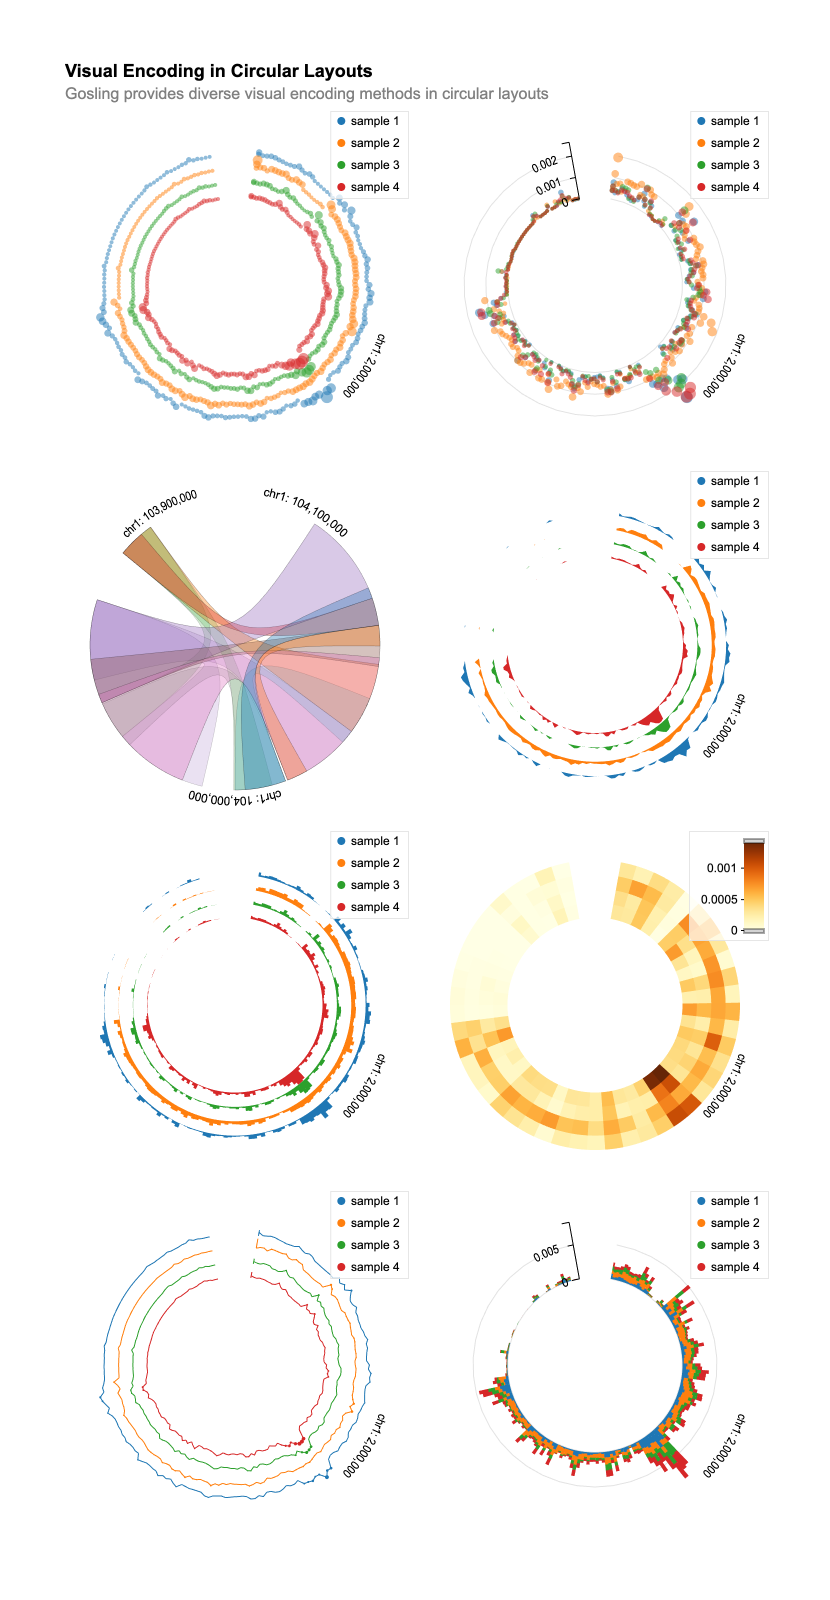 Visual Encoding in Circular Layouts
Gosling provides diverse visual encoding methods in circular layouts
sample 1
sample 2
sample 3
sample 4
chr1: 2,000,000
sample 1
sample 2
sample 3
sample 4
0.002
0.001
0
chr1: 2,000,000
chr1: 103,900,000
chr1: 104,100,000
chr1: 104,000,000
sample 1
sample 2
sample 3
sample 4
chr1: 2,000,000
sample 1
sample 2
sample 3
sample 4
chr1: 2,000,000
0.001
0.0005
0
chr1: 2,000,000
sample 1
sample 2
sample 3
sample 4
chr1: 2,000,000
sample 1
sample 2
sample 3
sample 4
0.005
0
chr1: 2,000,000